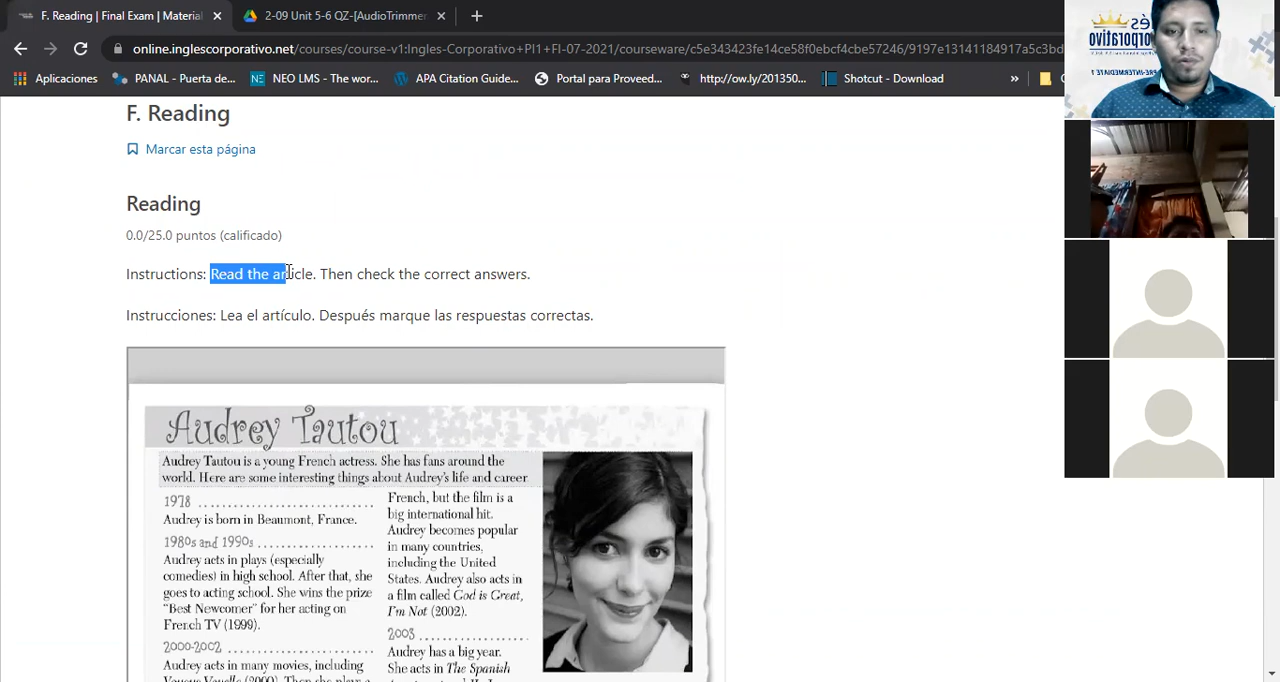 F. Reading | Final Exam | Material
2-09 Unit 5-6 QZ-[AudioTrimmer
online.inglescorporativo.net/courses/course-v1:Ingles-Corporativo+PI1+FI-07-2021/courseware/c5e343423fe14ce58f0ebcf4cbe57246/9197e13141184917a5c3bd
Aplicaciones
PANAL - Puerta de...
NEO LMS - The wor...
APA Citation Guide...
Portal para Proveed...
http://ow.ly/201350...
Shotcut - Download
»
F. Reading
Marcar esta página
Reading
0.0/25.0 puntos (calificado)
Instructions: Read the article. Then check the correct answers.
Instrucciones: Lea el artículo. Después marque las respuestas correctas.
Audrey Tautou
Audrey Tautou is a young French actress. She has fans around the
world. Here are some interesting things about Audrey's life and career.
1978
Audrey is born in Beaumont, France.
1980s and 1990s
Audrey acts in plays (especially
comedies) in high school. After that, she
goes to acting school. She wins the prize
"Best Newcomer" for her acting on
French TV (1999).
2000-2002
Audrey acts in many movies, including
French, but the film is a
big international hit.
Audrey becomes popular
in many countries,
including the United
States. Audrey also acts in
a film called God is Great,
I'm Not (2002).
2003
Audrey has a big year.
She acts in The Spanish